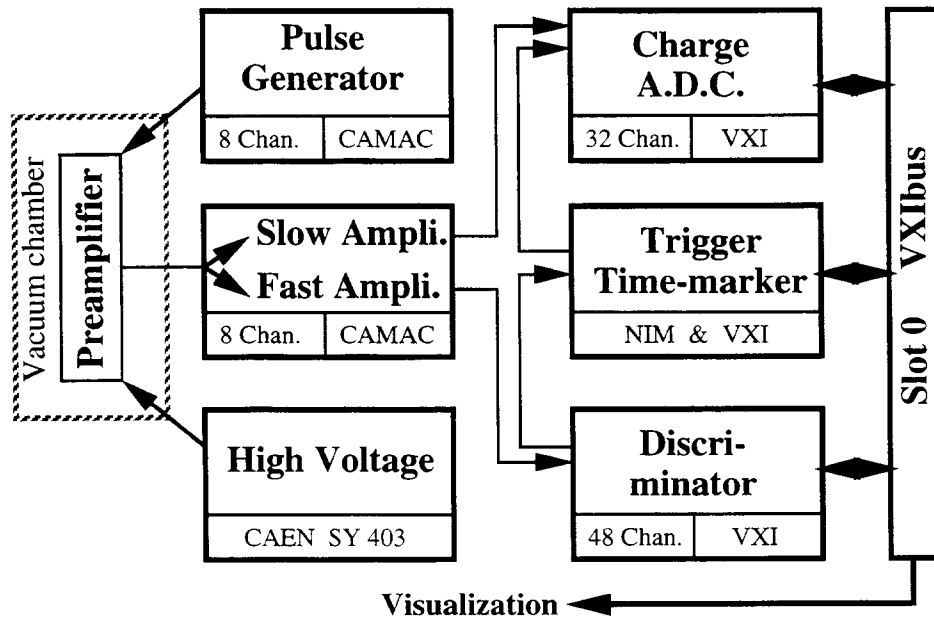 Vacuum chamber
Preamplifier
Pulse
Generator
8 Chan. CAMAC
Slow Ampli.
Fast Ampli.
8 Chan. CAMAC
High Voltage
CAEN SY 403
Charge
A.D.C.
32 Chan. VXI
Trigger
Time-marker
NIM & VXI
Discri-
minator
48 Chan. VXI
Slot 0 VXIbus
Visualization